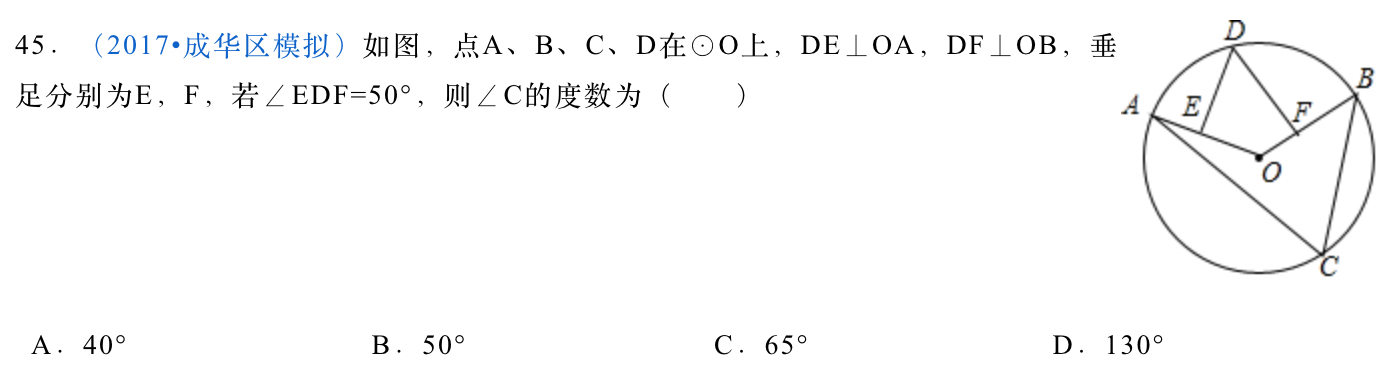 45．（2017•成华区模拟）如图，点A、B、C、D在⊙O上，DE⊥OA，DF⊥OB，垂
足分别为E，F，若∠EDF=50°，则∠C的度数为（　　）
D
B
A
E
F
O
C
A．40°　　B．50°　　C．65°　　D．130°